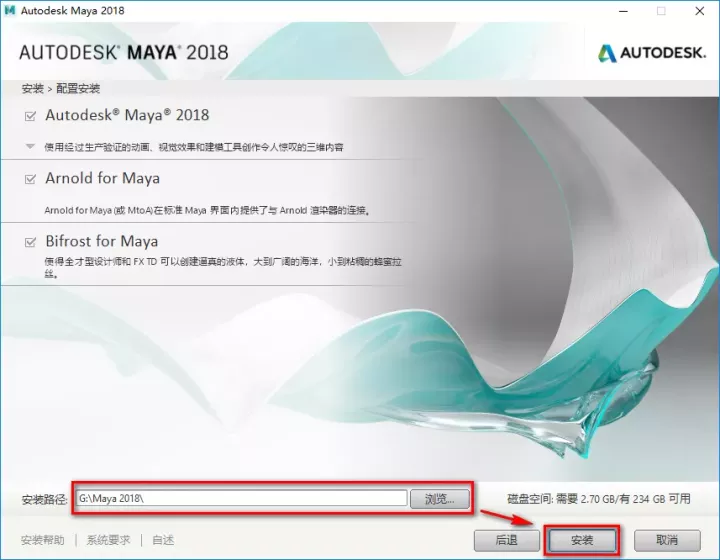 Autodesk Maya 2018
AUTODESK® MAYA® 2018
AUTODESK.
安装 > 配置安装
Autodesk® Maya® 2018
使用经过生产验证的动画、视觉效果和建模工具创作令人惊叹的三维内容
Arnold for Maya
Arnold for Maya (或 MtoA)在标准 Maya 界面内提供了与 Arnold 渲染器的连接。
Bifrost for Maya
使得全才型设计师和 FX TD 可以创建逼真的液体，大到广阔的海洋，小到粘稠的蜂蜜拉
丝。
安装路径: G:\Maya 2018\ 浏览... 磁盘空间: 需要 2.70 GB/有 234 GB 可用
安装帮助 | 系统要求 | 自述 后退 安装 取消